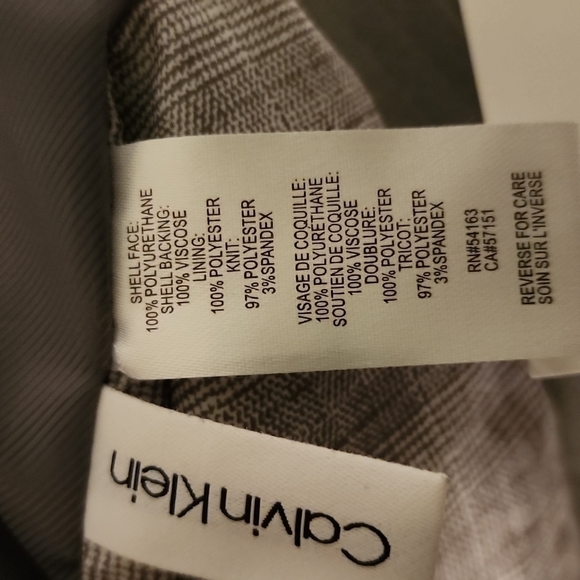 SHELL FACE:
100% POLYURETHANE
SHELL BACKING:
100% VISCOSE
LINING:
100% POLYESTER
KNIT:
97% POLYESTER
3%SPANDEX
VISAGE DE COQUILLE:
100% POLYURETHANE
SOUTIEN DE COQUILLE:
100% VISCOSE
DOUBLURE:
100% POLYESTER
TRICOT:
97% POLYESTER
3%SPANDEX
RN#54163
CA#57151
REVERSE FOR CARE
SOIN SUR L'INVERSE
Calvin Klein